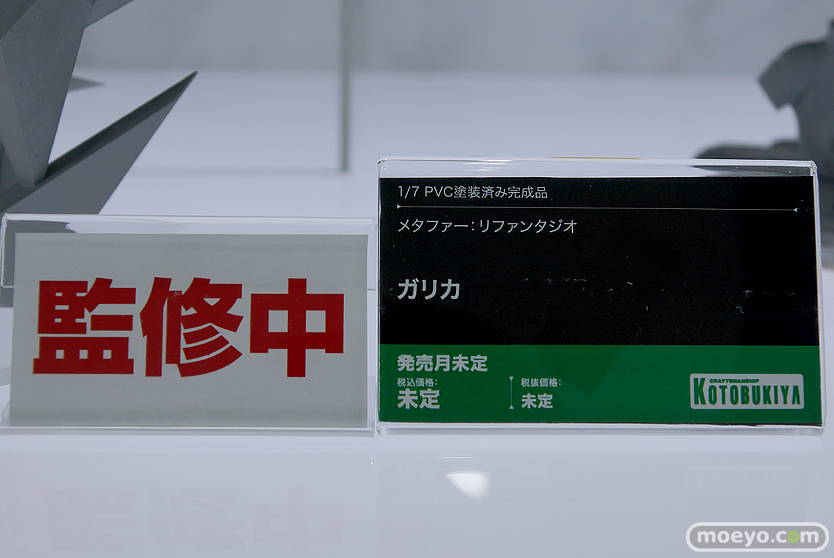 監修中
1/7 PVC塗装済み完成品
メタファー：リファンタジオ
ガリカ
発売月未定
税込価格：
未定
税抜価格：
未定
CRAFTSMANSHIP
KOTOBUKIYA
moeyo.com